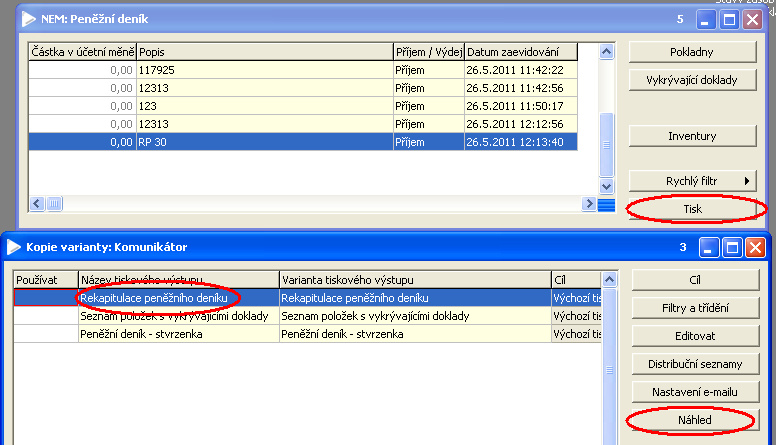 NEM: Peněžní deník 5
Částka v účetní měně Popis Příjem / Výdej Datum zaevidování
0,00 117925 Příjem 26.5.2011 11:42:22
0,00 12313 Příjem 26.5.2011 11:42:56
0,00 123 Příjem 26.5.2011 11:50:17
0,00 12313 Příjem 26.5.2011 12:12:56
0,00 RP 30 Příjem 26.5.2011 12:13:40
Pokladny
Vykrývající doklady
Inventury
Rychlý filtr
Tisk
Kopie varianty: Komunikátor 3
Používat Název tiskového výstupu Varianta tiskového výstupu Cíl
Rekapitulace peněžního deníku Rekapitulace peněžního deníku Výchozí tis
Seznam položek s vykrývajícími doklady Seznam položek s vykrývajícími doklady Výchozí tis
Peněžní deník - stvrzenka Peněžní deník - stvrzenka Výchozí tis
Cíl
Filtry a třídění
Editovat
Distribuční seznamy
Nastavení e-mailu
Náhled